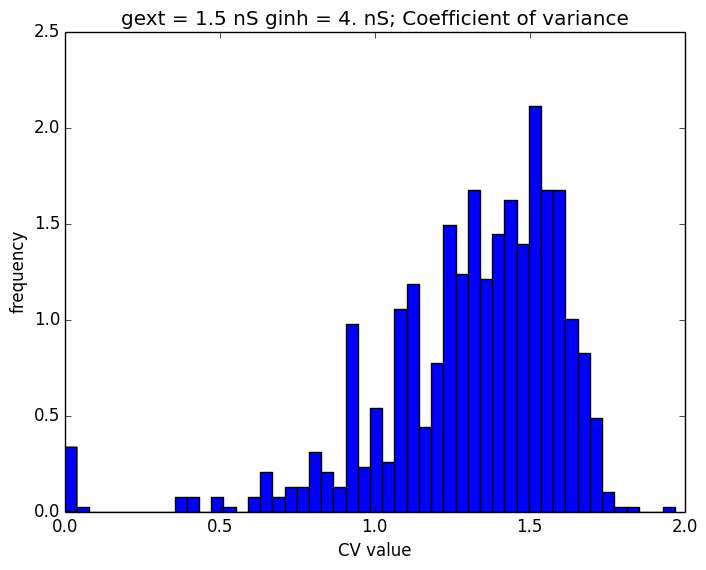 gext = 1.5 nS ginh = 4. nS; Coefficient of variance
2.5
2.0
1.5
1.0
0.5
0.0
frequency
0.0 0.5 1.0 1.5 2.0
CV value